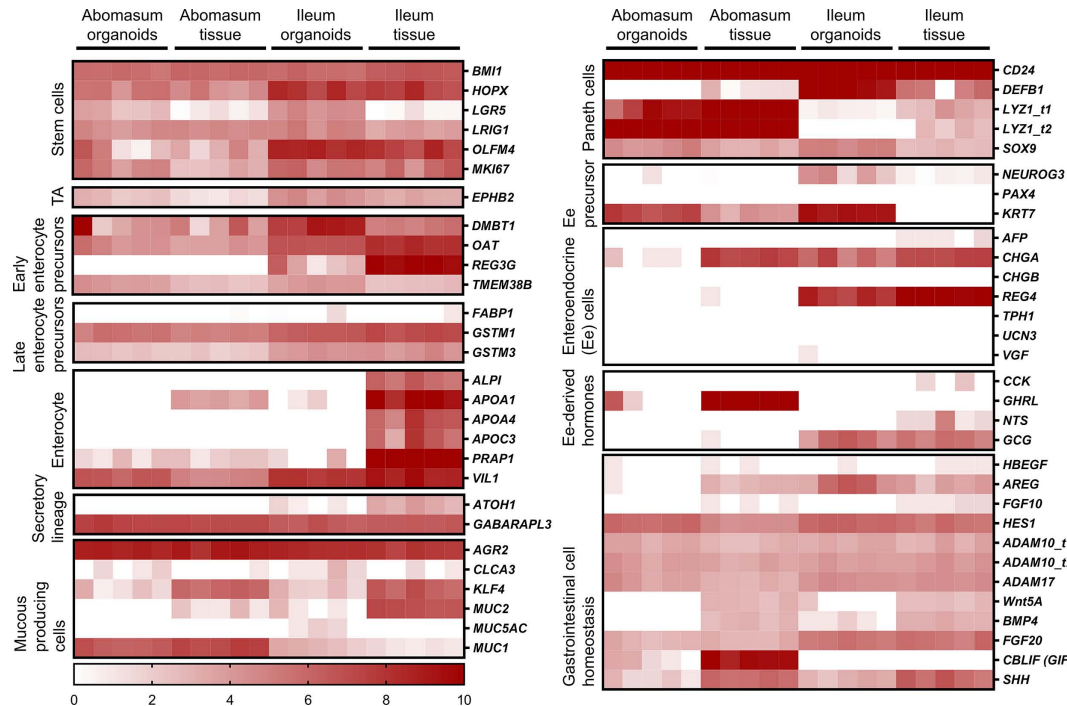 Abomasum organoids
Abomasum tissue
Ileum organoids
Ileum tissue
Stem cells
BMI1
HOPX
LGR5
LRIG1
OLFM4
MKI67
TA
EPHB2
Early enterocyte precursors
DMBT1
OAT
REG3G
TMEM38B
Late enterocyte precursors
FABP1
GSTM1
GSTM3
Enterocyte
ALPI
APOA1
APOA4
APOC3
PRAP1
VIL1
Secretory lineage
ATOH1
GABARAPL3
Mucous producing cells
AGR2
CLCA3
KLF4
MUC2
MUC5AC
MUC1
0 2 4 6 8 10
Abomasum organoids
Abomasum tissue
Ileum organoids
Ileum tissue
Paneth cells
CD24
DEFB1
LYZ1_t1
LYZ1_t2
SOX9
Ee precursor
NEUROG3
PAX4
KRT7
Enteroendocrine (Ee) cells
AFP
CHGA
CHGB
REG4
TPH1
UCN3
VGF
Ee-derived hormones
CCK
GHRL
NTS
GCG
Gastrointestinal cell homeostasis
HBEGF
AREG
FGF10
HES1
ADAM10_t
ADAM10_t
ADAM17
Wnt5A
BMP4
FGF20
CBLIF (GIF
SHH